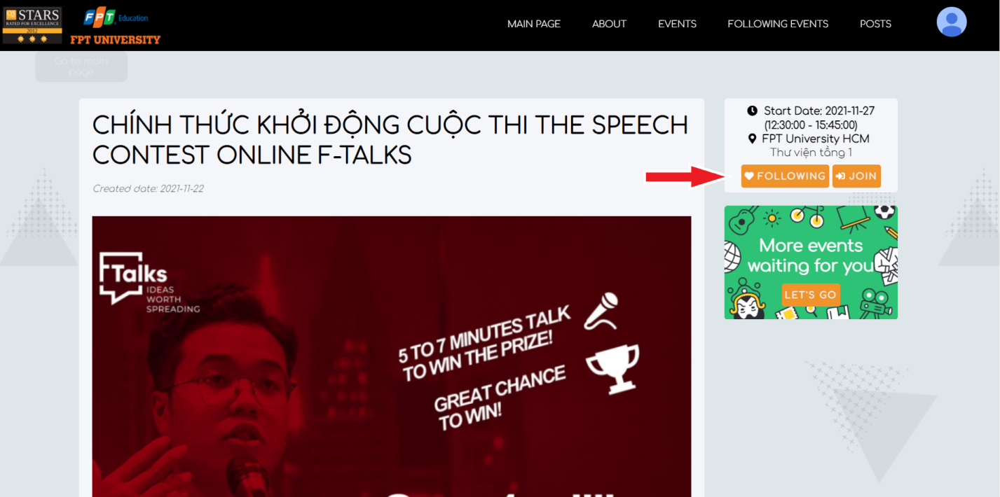 QS STARS
RATED FOR EXCELLENCE
2012
FPT Education
FPT UNIVERSITY
MAIN PAGE
ABOUT
EVENTS
FOLLOWING EVENTS
POSTS
Go to main
page
CHÍNH THỨC KHỞI ĐỘNG CUỘC THI THE SPEECH
CONTEST ONLINE F-TALKS
Created date: 2021-11-22
Start Date: 2021-11-27
(12:30:00 - 15:45:00)
FPT University HCM
Thư viện tầng 1
FOLLOWING
JOIN
More events
waiting for you
LET'S GO
FTalks
IDEAS
WORTH
SPREADING
5 TO 7 MINUTES TALK
TO WIN THE PRIZE!
GREAT CHANCE
TO WIN!